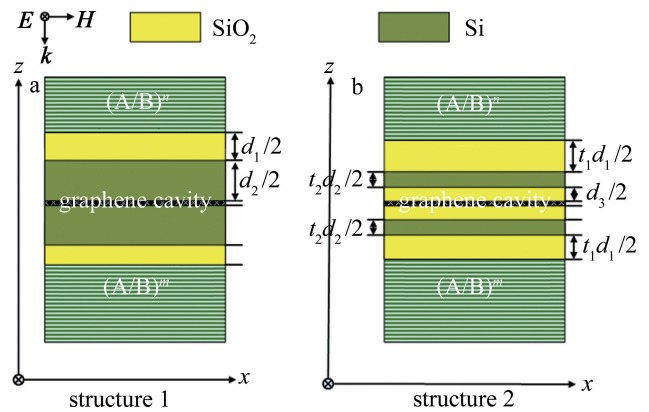 E H
k
SiO₂
Si
z
a
(A/B)ⁿ
d₁/2
d₂/2
graphene cavity
(A/B)ᵐ
x
structure 1
z
b
(A/B)ⁿ
t₁d₁/2
t₂d₂/2
graphene cavity
d₃/2
t₂d₂/2
t₁d₁/2
(A/B)ᵐ
x
structure 2